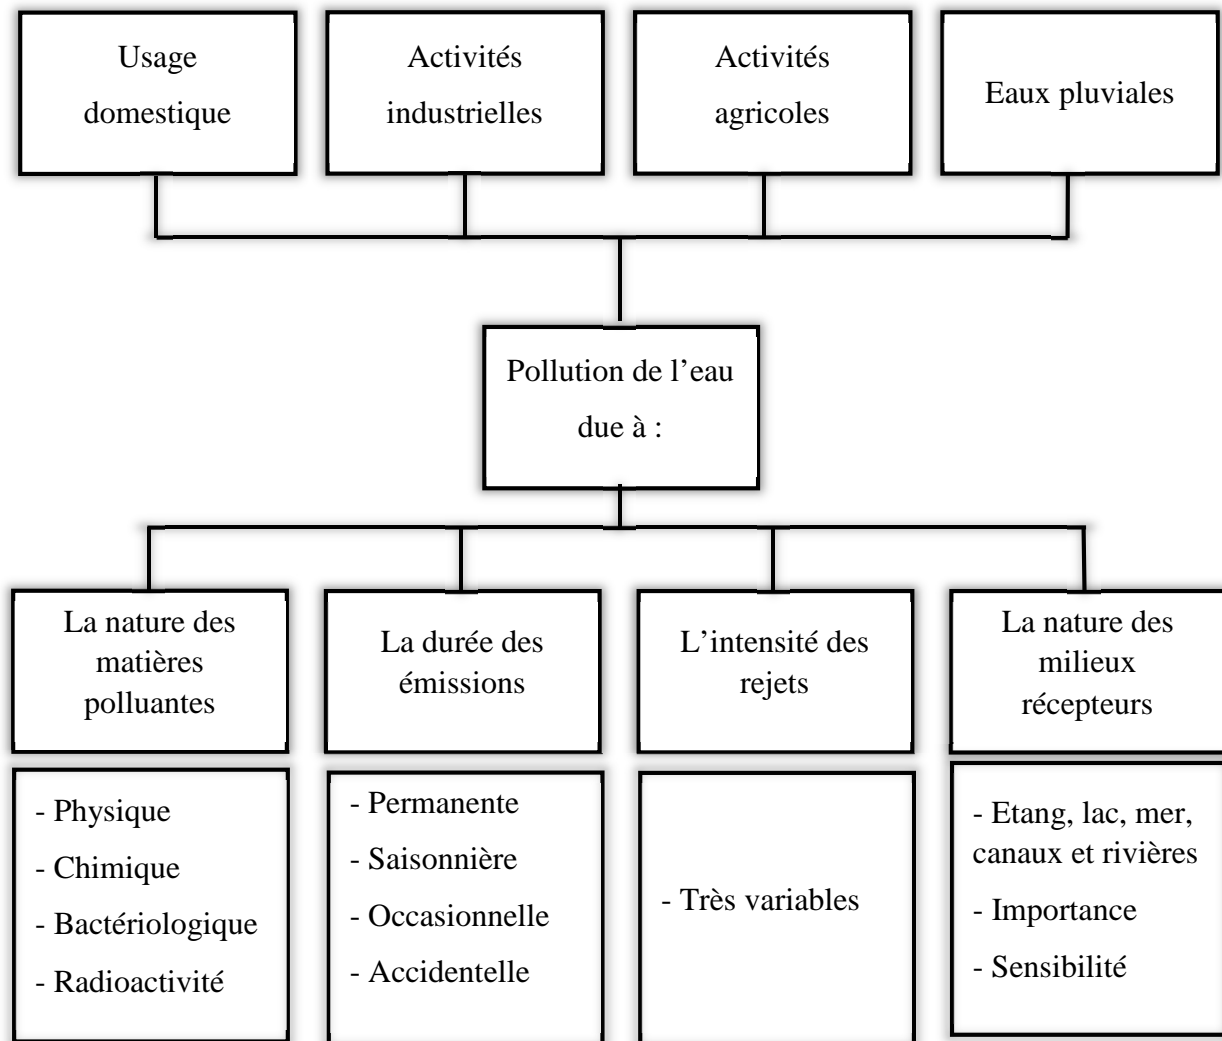 Usage
domestique
Activités
industrielles
Activités
agricoles
Eaux pluviales
Pollution de l’eau
due à :
La nature des
matières
polluantes
La durée des
émissions
L’intensité des
rejets
La nature des
milieux
récepteurs
- Physique
- Chimique
- Bactériologique
- Radioactivité
- Permanente
- Saisonnière
- Occasionnelle
- Accidentelle
- Très variables
- Etang, lac, mer,
canaux et rivières
- Importance
- Sensibilité